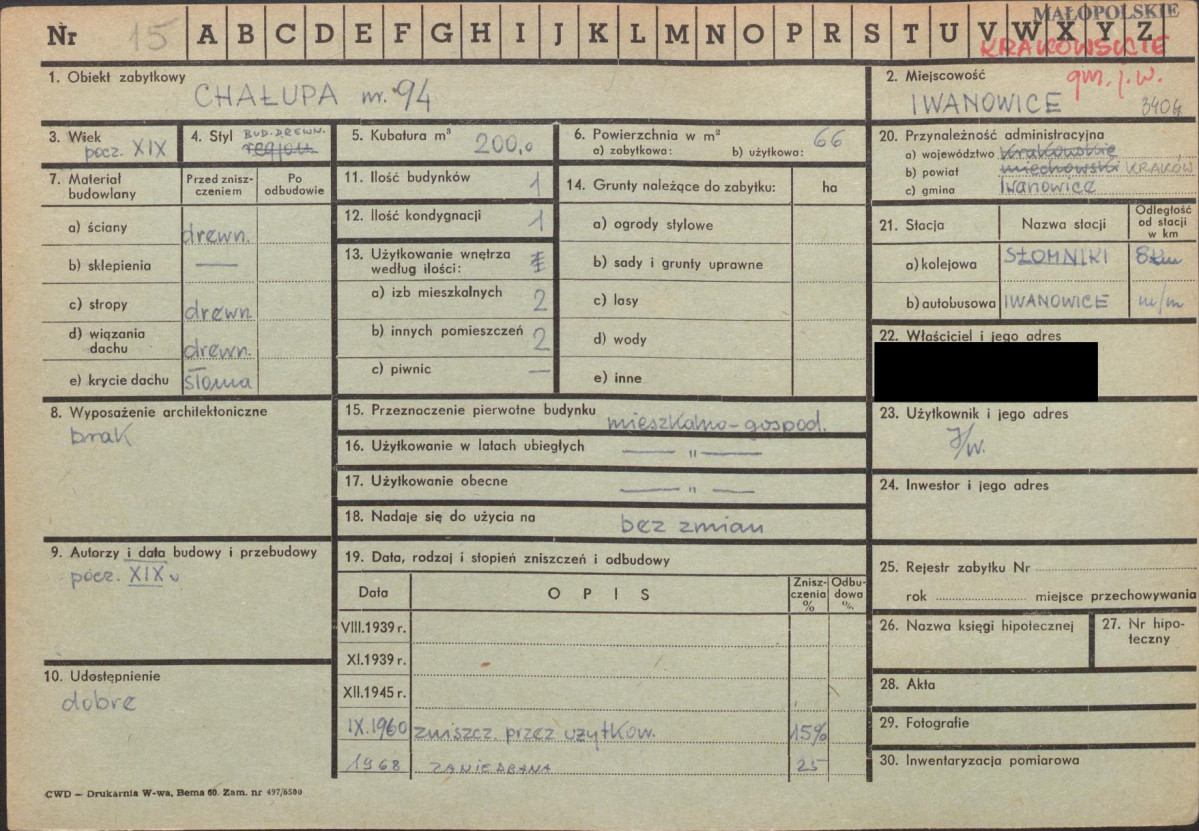 MAŁOPOLSKIE
Nr 15 A B C D E F G H I J K L M N O P R S T U V W X Y Z
KRAKOWSKIE
gm. j.w.
1. Obiekt zabytkowy
CHAŁUPA nr. 94
2. Miejscowość
IWANOWICE 3404
3. Wiek
pocz. XIX
4. Styl BUD. DREWN.
region.
5. Kubatura m³
200,0
6. Powierzchnia w m²
a) zabytkowa: b) użytkowa: 66
20. Przynależność administracyjna
a) województwo krakowskie
b) powiat miechowski KRAKÓW
c) gmina Iwanowice
7. Materiał budowlany
Przed zniszczeniem
Po odbudowie
a) ściany drewn.
b) sklepienia —
c) stropy drewn
d) wiązania dachu drewn.
e) krycie dachu słoma
11. Ilość budynków 1
12. Ilość kondygnacji 1
13. Użytkowanie wnętrza
według ilości:
a) izb mieszkalnych 2
b) innych pomieszczeń 2
c) piwnic —
14. Grunty należące do zabytku: ha
a) ogrody stylowe
b) sady i grunty uprawne
c) lasy
d) wody
e) inne
21. Stacja Nazwa stacji Odległość od stacji w km
a) kolejowa SŁOMNIKI 8 km
b) autobusowa IWANOWICE m/m
22. Właściciel i jego adres
8. Wyposażenie architektoniczne
brak
15. Przeznaczenie pierwotne budynku mieszkalno-gospod.
16. Użytkowanie w latach ubiegłych — „ —
17. Użytkowanie obecne — „ —
18. Nadaje się do użycia na bez zmian
23. Użytkownik i jego adres
J/w.
24. Inwestor i jego adres
9. Autorzy i data budowy i przebudowy
pocz. XIX w
19. Data, rodzaj i stopień zniszczeń i odbudowy
Data OPIS Zniszczenia % Odbudowa %
VIII.1939 r.
XI.1939 r.
XII.1945 r.
IX.1960 zniszcz. przez użytkow. 15%
1968 ZANIEDBANA 25
25. Rejestr zabytku Nr
rok miejsce przechowywania
26. Nazwa księgi hipotecznej
27. Nr hipoteczny
10. Udostępnienie
dobre
28. Akta
29. Fotografie
30. Inwentaryzacja pomiarowa
CWD — Drukarnia W-wa, Bema 60. Zam. nr 497/6500